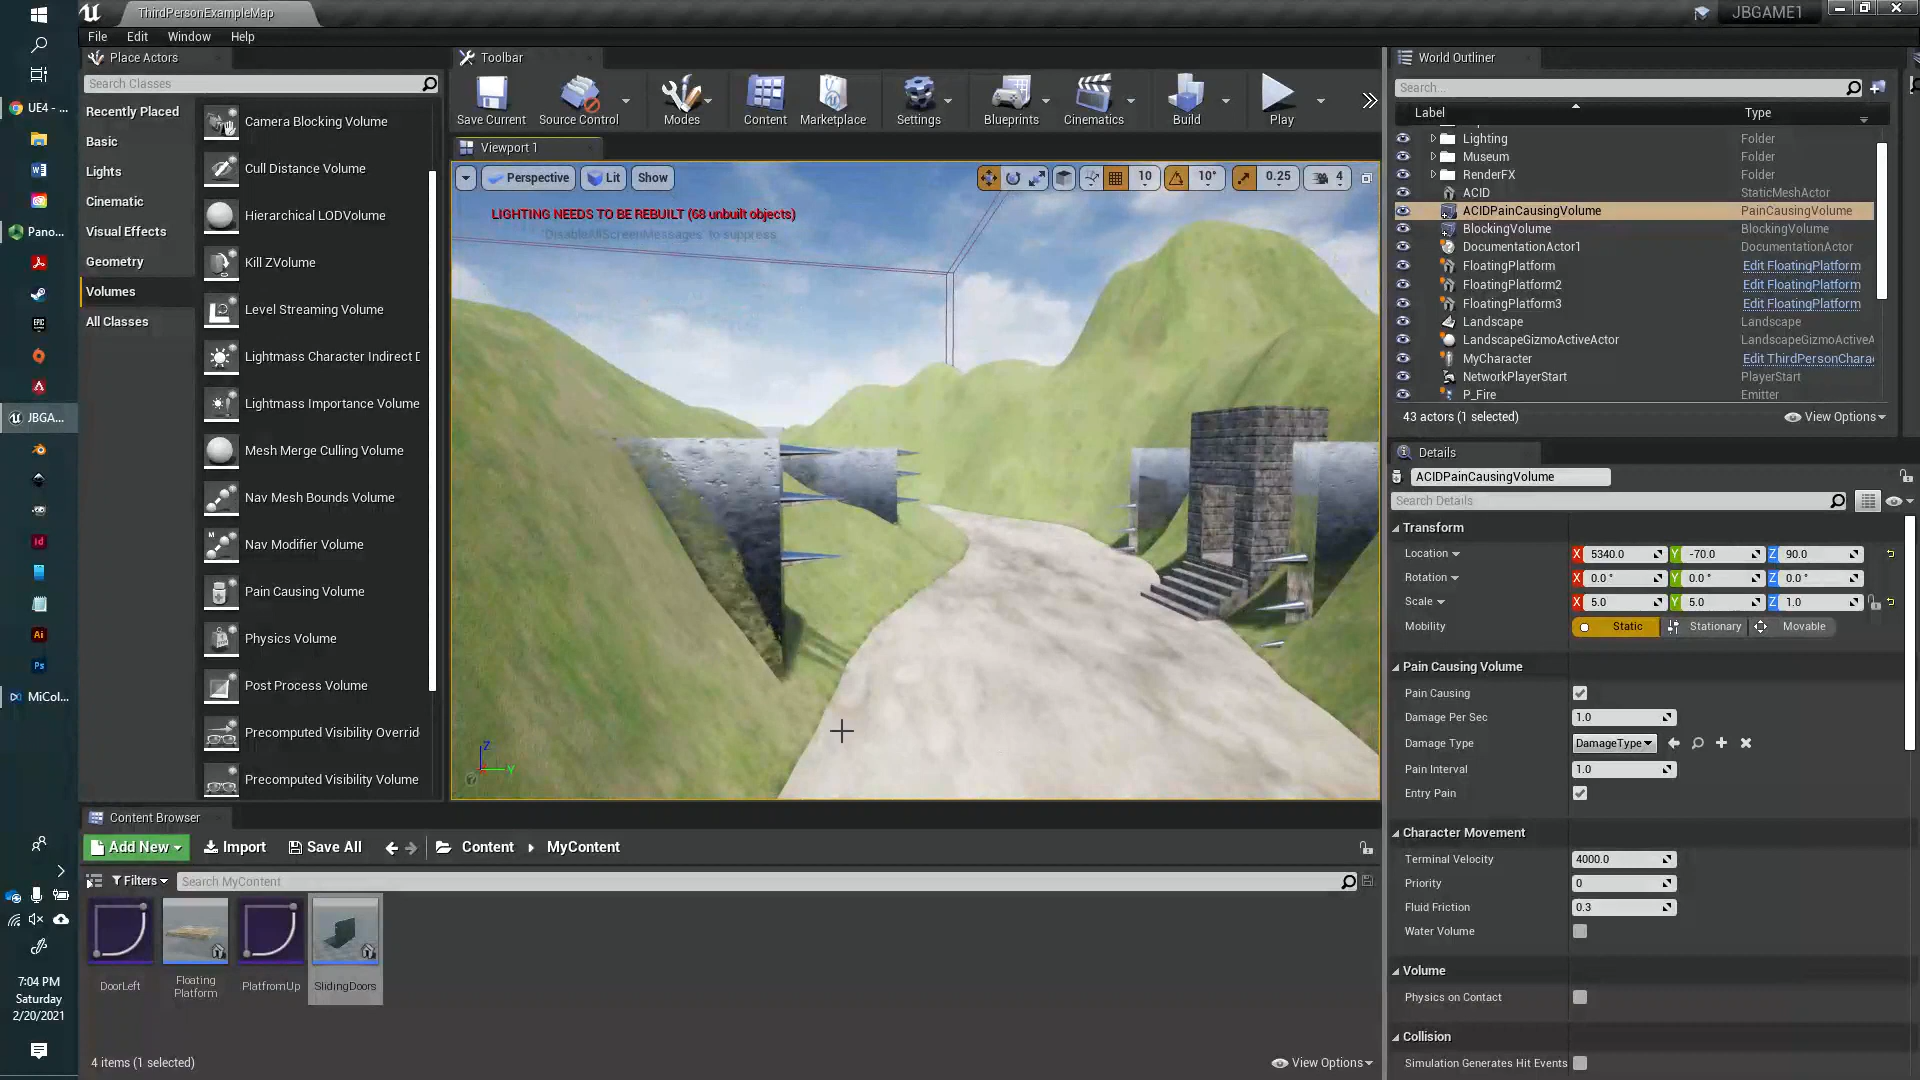 ThirdPersonExampleMap
JBGAME1
File Edit Window Help
Place Actors
Search Classes
Recently Placed
Basic
Lights
Cinematic
Visual Effects
Geometry
Volumes
All Classes
Camera Blocking Volume
Cull Distance Volume
Hierarchical LODVolume
Kill ZVolume
Level Streaming Volume
Lightmass Character Indirect D
Lightmass Importance Volume
Mesh Merge Culling Volume
Nav Mesh Bounds Volume
Nav Modifier Volume
Pain Causing Volume
Physics Volume
Post Process Volume
Precomputed Visibility Overrid
Precomputed Visibility Volume
UE4 - ...
Pano...
JBGA...
MiCol...
7:04 PM
Saturday
2/20/2021
Toolbar
Save Current Source Control Modes Content Marketplace Settings Blueprints Cinematics Build Play
Viewport 1
Perspective Lit Show 10 10° 0.25 4
LIGHTING NEEDS TO BE REBUILT (68 unbuilt objects)
'DisableAllScreenMessages' to suppress
Z
Y
Content Browser
Add New Import Save All Content MyContent
Filters Search MyContent
DoorLeft
Floating
Platform
PlatfromUp
SlidingDoors
4 items (1 selected) View Options
World Outliner
Search...
Label Type
Lighting Folder
Museum Folder
RenderFX Folder
ACID StaticMeshActor
ACIDPainCausingVolume PainCausingVolume
BlockingVolume BlockingVolume
DocumentationActor1 DocumentationActor
FloatingPlatform Edit FloatingPlatform
FloatingPlatform2 Edit FloatingPlatform
FloatingPlatform3 Edit FloatingPlatform
Landscape Landscape
LandscapeGizmoActiveActor LandscapeGizmoActiveA
MyCharacter Edit ThirdPersonChara
NetworkPlayerStart PlayerStart
P_Fire Emitter
43 actors (1 selected) View Options
Details
ACIDPainCausingVolume
Search Details
Transform
Location X 5340.0 Y -70.0 Z 90.0
Rotation X 0.0 ° Y 0.0 ° Z 0.0 °
Scale X 5.0 Y 5.0 Z 1.0
Mobility Static Stationary Movable
Pain Causing Volume
Pain Causing
Damage Per Sec 1.0
Damage Type DamageType
Pain Interval 1.0
Entry Pain
Character Movement
Terminal Velocity 4000.0
Priority 0
Fluid Friction 0.3
Water Volume
Volume
Physics on Contact
Collision
Simulation Generates Hit Events